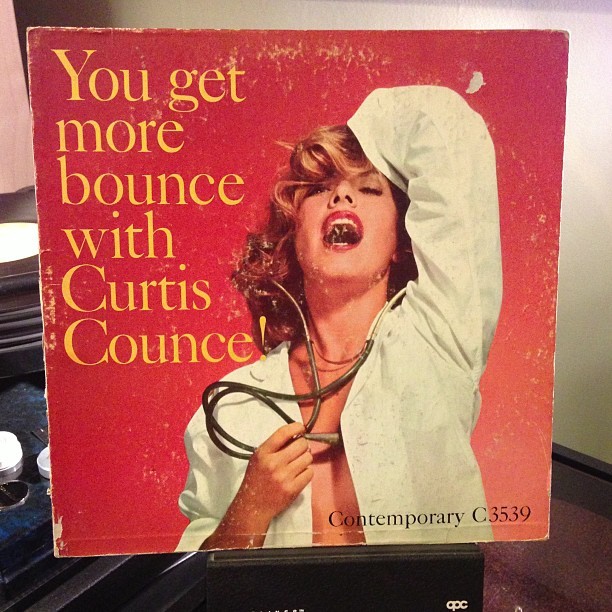 You get
more
bounce
with
Curtis
Counce!
Contemporary C3539